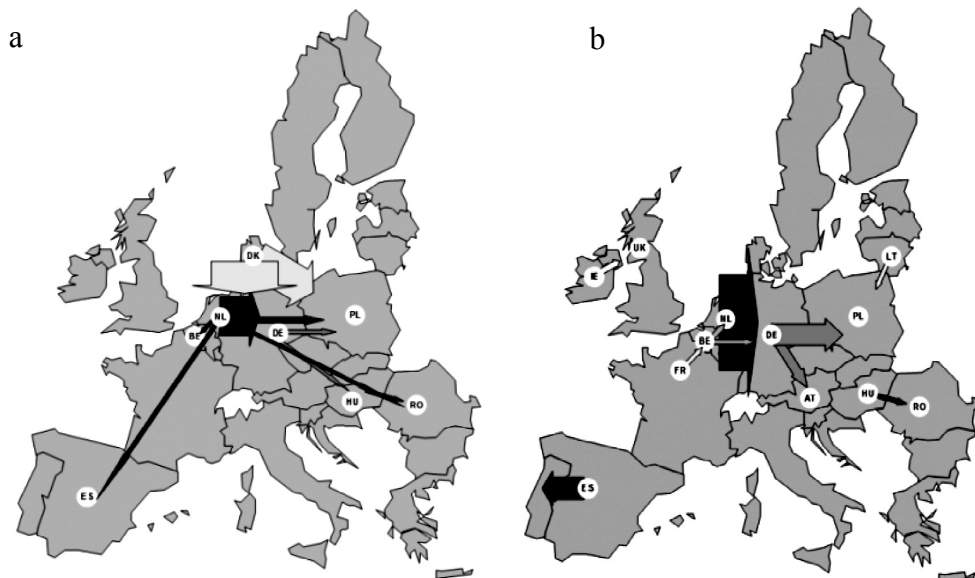 a
DK
NL
BE
DE
PL
HU
RO
ES
b
UK
IE
LT
NL
BE
DE
PL
FR
AT
HU
RO
ES